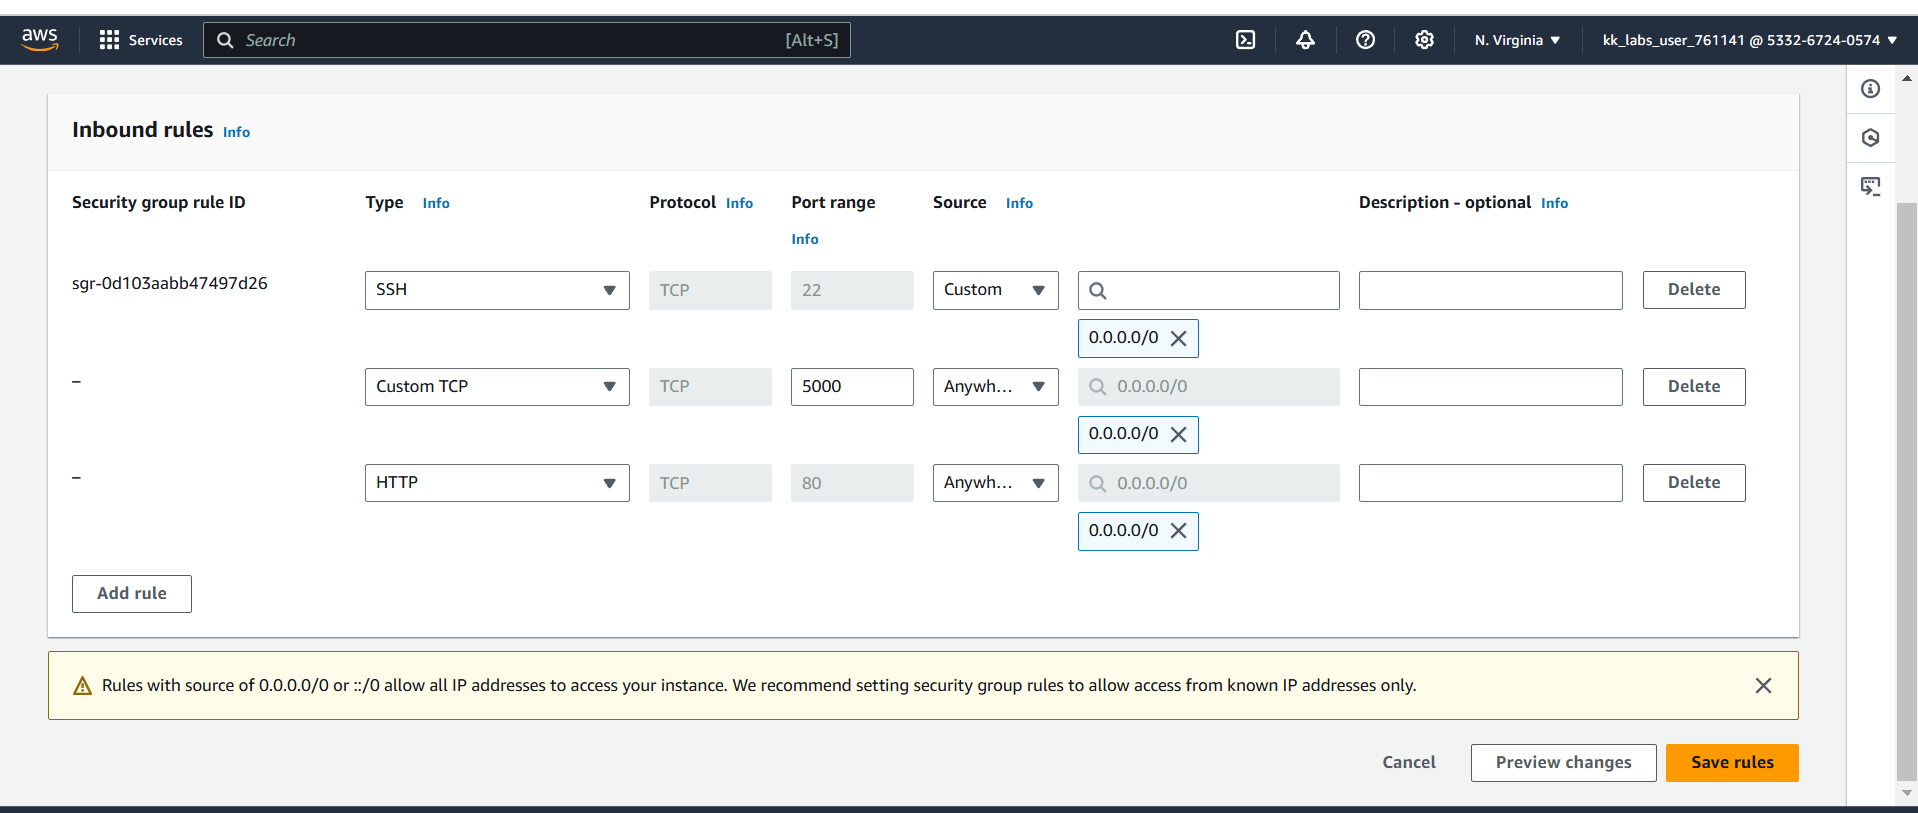 aws Services Search [Alt+S] N. Virginia kk_labs_user_761141 @ 5332-6724-0574
Inbound rules Info
Security group rule ID Type Info Protocol Info Port range Info Source Info Description - optional Info
sgr-0d103aabb47497d26 SSH TCP 22 Custom Delete
0.0.0.0/0
– Custom TCP TCP 5000 Anywh... 0.0.0.0/0 Delete
0.0.0.0/0
– HTTP TCP 80 Anywh... 0.0.0.0/0 Delete
0.0.0.0/0
Add rule
Rules with source of 0.0.0.0/0 or ::/0 allow all IP addresses to access your instance. We recommend setting security group rules to allow access from known IP addresses only.
Cancel Preview changes Save rules